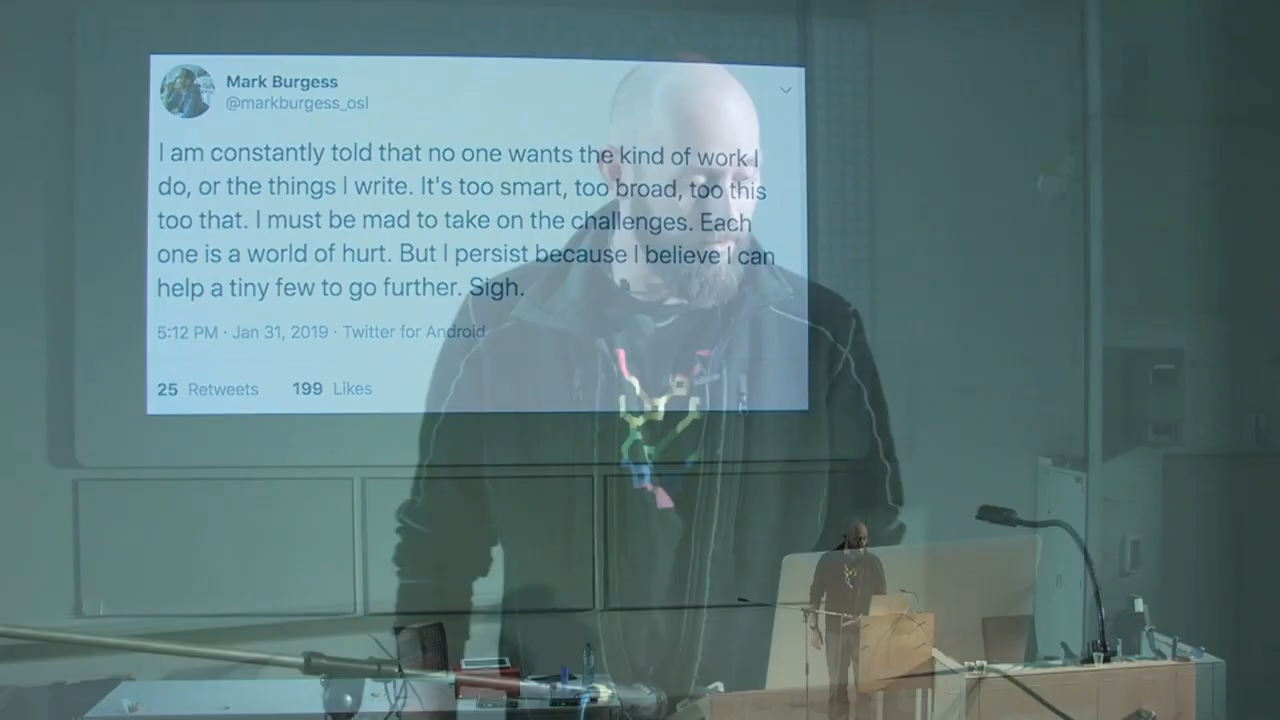 Mark Burgess
@markburgess_osl
I am constantly told that no one wants the kind of work I
do, or the things I write. It's too smart, too broad, too this
too that. I must be mad to take on the challenges. Each
one is a world of hurt. But I persist because I believe I can
help a tiny few to go further. Sigh.
5:12 PM · Jan 31, 2019 · Twitter for Android
25 Retweets 199 Likes